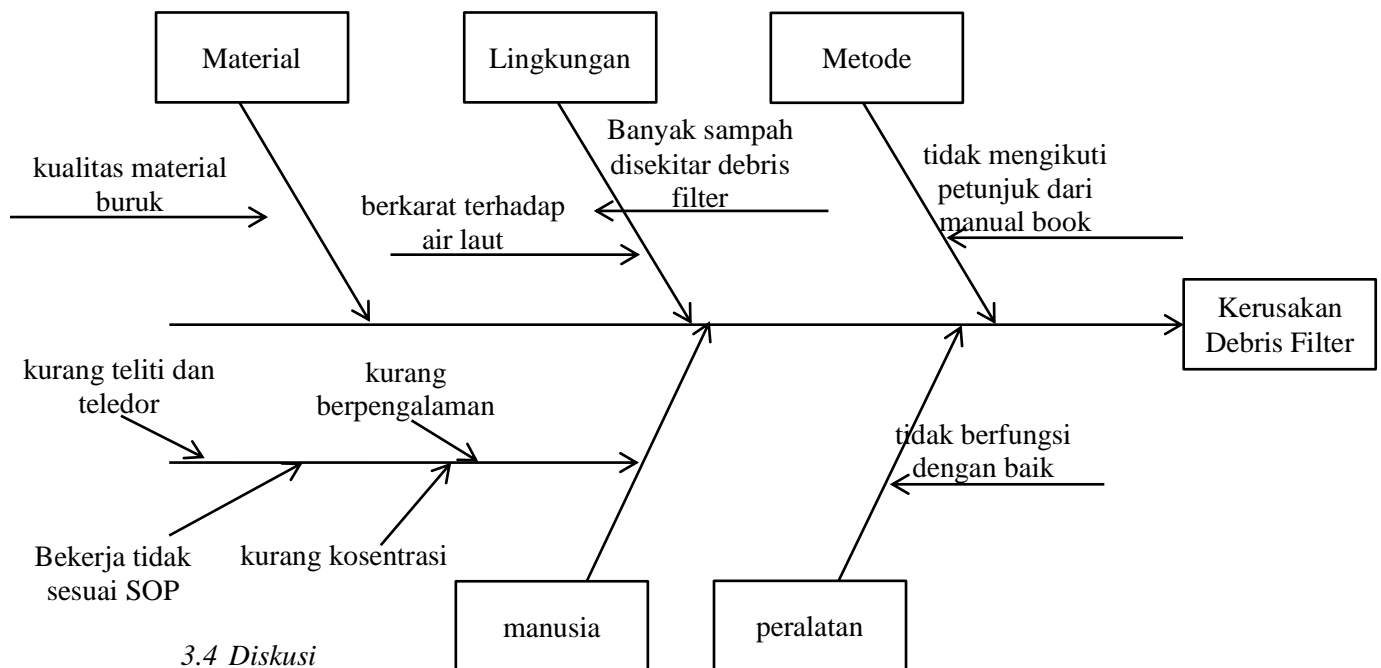 Material
Lingkungan
Metode
kualitas material
buruk
berkarat terhadap
air laut
Banyak sampah
disekitar debris
filter
tidak mengikuti
petunjuk dari
manual book
Kerusakan
Debris Filter
kurang teliti dan
teledor
kurang
berpengalaman
tidak berfungsi
dengan baik
Bekerja tidak
sesuai SOP
kurang kosentrasi
manusia
peralatan
3.4 Diskusi